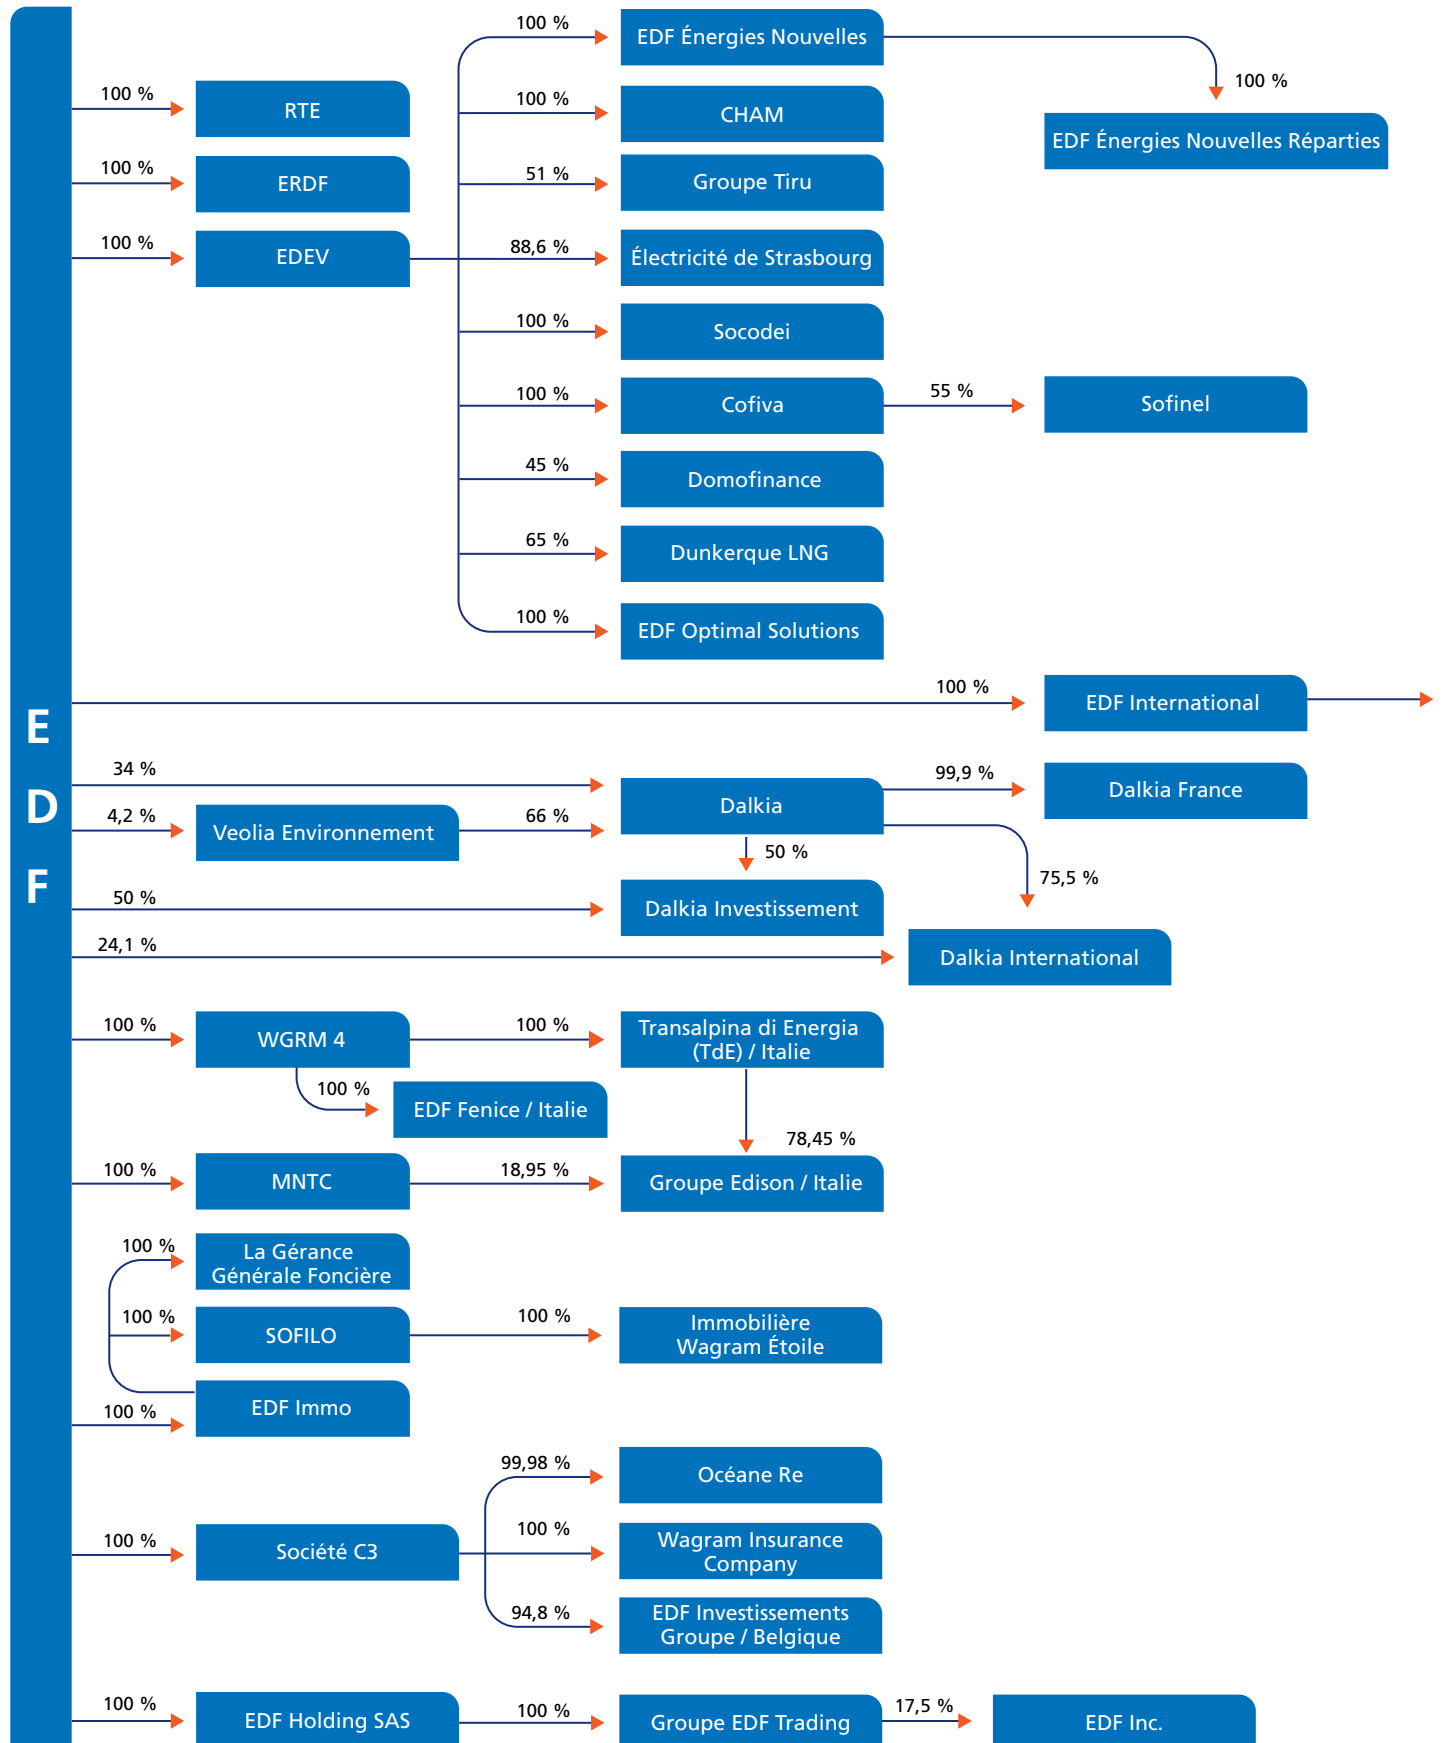 E
D
F
100 %
EDF Énergies Nouvelles
100 %
EDF Énergies Nouvelles Réparties
100 %
RTE
100 %
CHAM
100 %
ERDF
51 %
Groupe Tiru
100 %
EDEV
88,6 %
Électricité de Strasbourg
100 %
Socodei
100 %
Cofiva
55 %
Sofinel
45 %
Domofinance
65 %
Dunkerque LNG
100 %
EDF Optimal Solutions
100 %
EDF International
34 %
Dalkia
99,9 %
Dalkia France
4,2 %
Veolia Environnement
66 %
50 %
75,5 %
50 %
Dalkia Investissement
24,1 %
Dalkia International
100 %
WGRM 4
100 %
Transalpina di Energia
(TdE) / Italie
100 %
EDF Fenice / Italie
78,45 %
100 %
MNTC
18,95 %
Groupe Edison / Italie
100 %
La Gérance
Générale Foncière
100 %
SOFILO
100 %
Immobilière
Wagram Étoile
100 %
EDF Immo
99,98 %
Océane Re
100 %
Société C3
100 %
Wagram Insurance
Company
94,8 %
EDF Investissements
Groupe / Belgique
100 %
EDF Holding SAS
100 %
Groupe EDF Trading
17,5 %
EDF Inc.